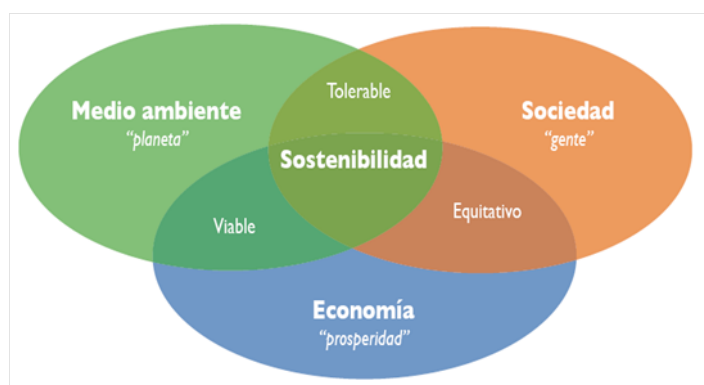 Tolerable
Medio ambiente
“planeta”
Sociedad
“gente”
Sostenibilidad
Viable
Equitativo
Economía
“prosperidad”